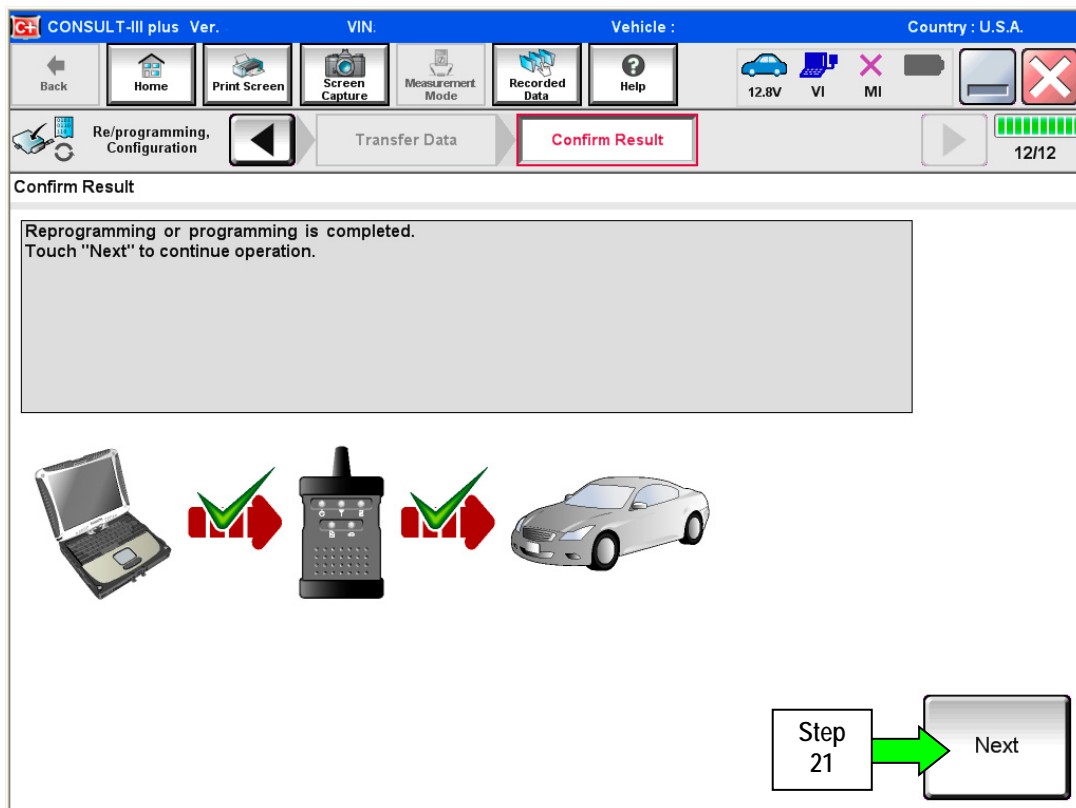 C+ CONSULT-III plus Ver. VIN: Vehicle : Country : U.S.A.
Back
Home
Print Screen
Screen
Capture
Measurement
Mode
Recorded
Data
Help
12.8V
VI
MI
Re/programming,
Configuration
Transfer Data
Confirm Result
12/12
Confirm Result
Reprogramming or programming is completed.
Touch "Next" to continue operation.
Step
21
Next